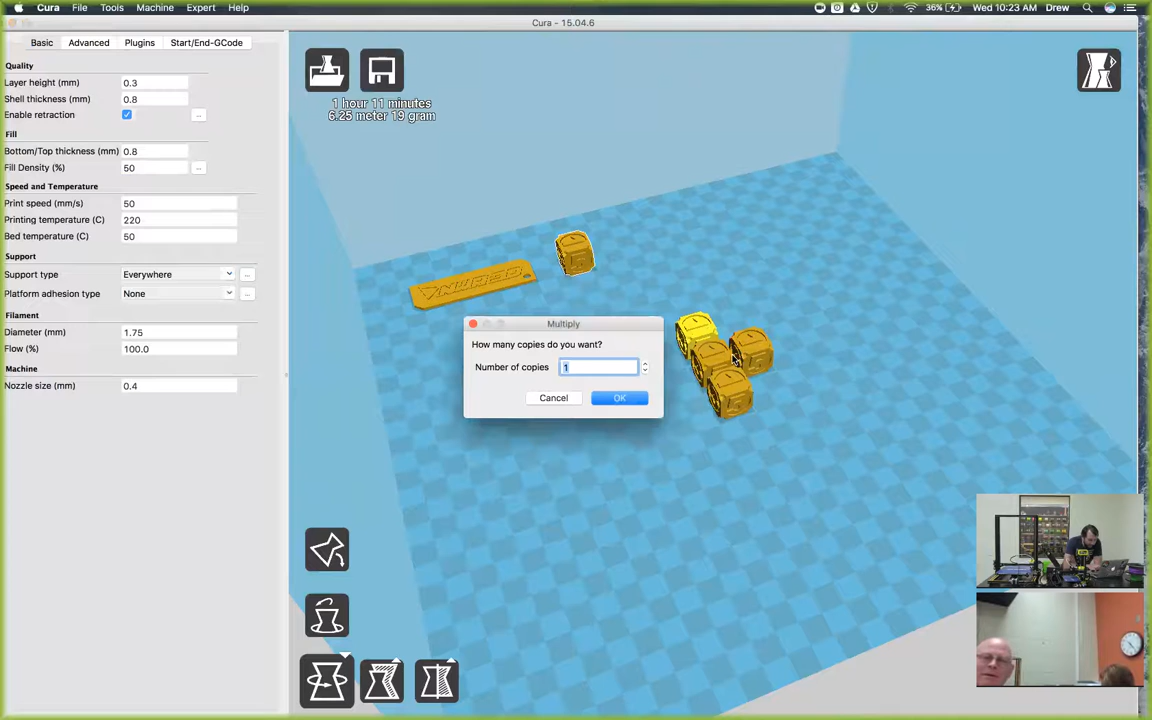 Cura File Tools Machine Expert Help 36% Wed 10:23 AM Drew
Cura - 15.04.6
Basic Advanced Plugins Start/End-GCode
Quality
Layer height (mm) 0.3
Shell thickness (mm) 0.8
Enable retraction ...
Fill
Bottom/Top thickness (mm) 0.8
Fill Density (%) 50 ...
Speed and Temperature
Print speed (mm/s) 50
Printing temperature (C) 220
Bed temperature (C) 50
Support
Support type Everywhere ...
Platform adhesion type None ...
Filament
Diameter (mm) 1.75
Flow (%) 100.0
Machine
Nozzle size (mm) 0.4
1 hour 11 minutes
6.25 meter 19 gram
Multiply
How many copies do you want?
Number of copies 1
Cancel OK